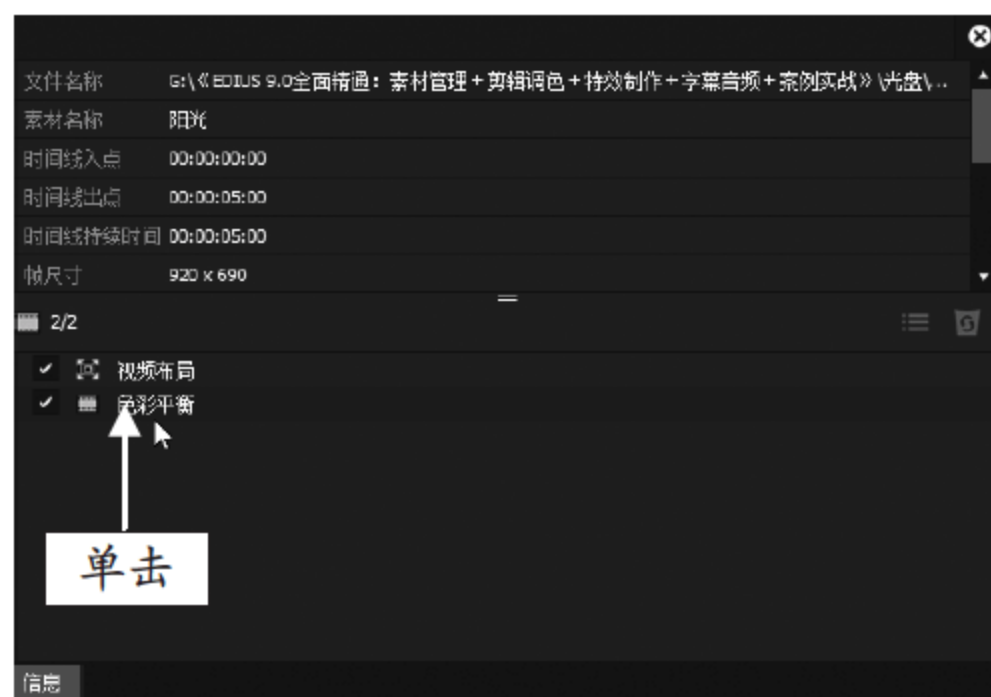 文件名称 G:\《EDIUS 9.0全面精通：素材管理+剪辑调色+特效制作+字幕音频+案例实战》\光盘\...
素材名称 阳光
时间线入点 00:00:00:00
时间线出点 00:00:05:00
时间线持续时间 00:00:05:00
帧尺寸 920 x 690
2/2
视频布局
色彩平衡
单击
信息